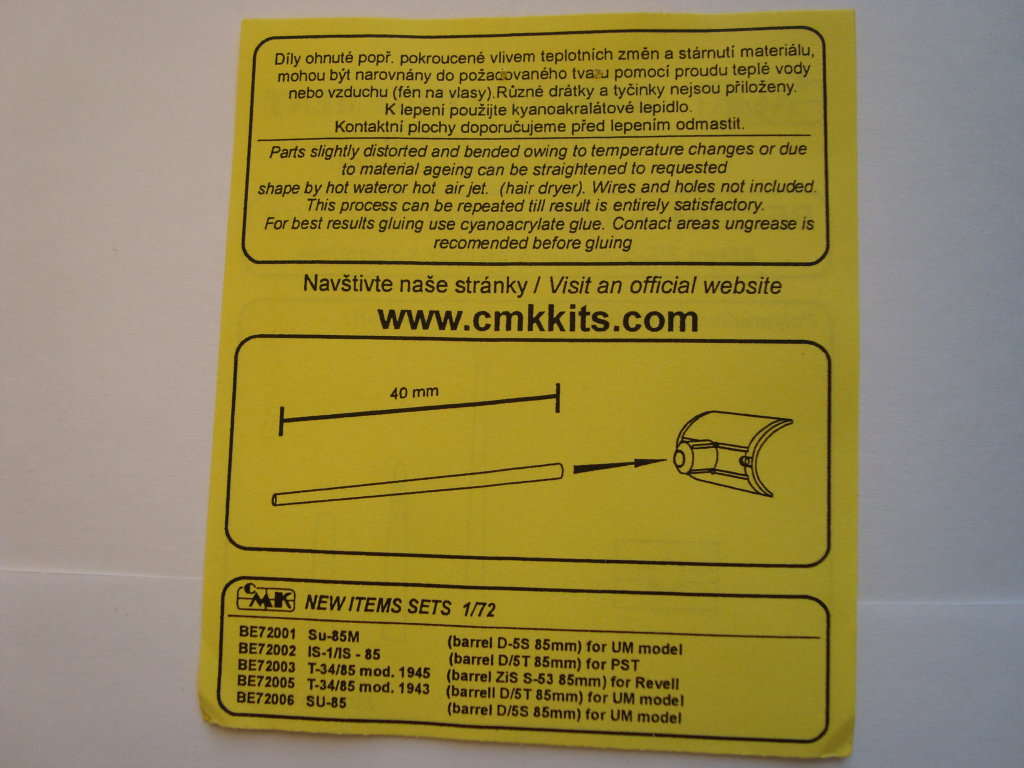 Díly ohnuté popř. pokroucené vlivem teplotních změn a stárnutí materiálu,
mohou být narovnány do požadovaného tvaru pomocí proudu teplé vody
nebo vzduchu (fén na vlasy).Různé drátky a tyčinky nejsou přiloženy.
K lepení použijte kyanoakralátové lepidlo.
Kontaktní plochy doporučujeme před lepením odmastit.
Parts slightly distorted and bended owing to temperature changes or due
to material ageing can be straightened to requested
shape by hot wateror hot air jet. (hair dryer). Wires and holes not included.
This process can be repeated till result is entirely satisfactory.
For best results gluing use cyanoacrylate glue. Contact areas ungrease is
recomended before gluing
Navštivte naše stránky / Visit an official website
www.cmkkits.com
40 mm
CMK NEW ITEMS SETS 1/72
BE72001 Su-85M (barrel D-5S 85mm) for UM model
BE72002 IS-1/IS - 85 (barrel D/5T 85mm) for PST
BE72003 T-34/85 mod. 1945 (barrel ZiS S-53 85mm) for Revell
BE72005 T-34/85 mod. 1943 (barrell D/5T 85mm) for UM model
BE72006 SU-85 (barrel D/5S 85mm) for UM model